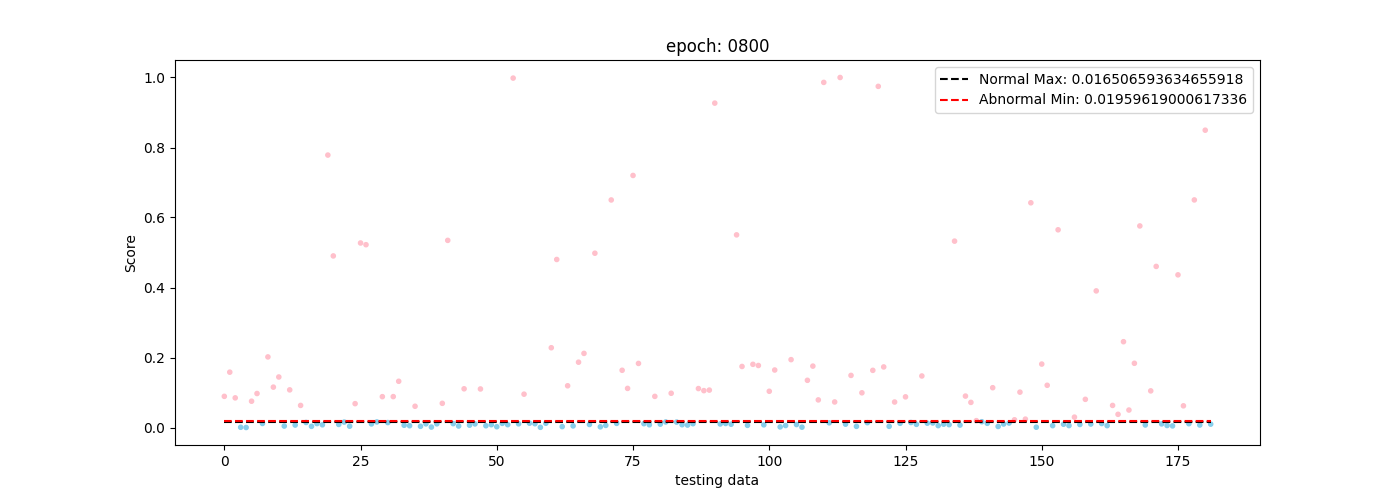 epoch: 0800
Normal Max: 0.016506593634655918
Abnormal Min: 0.01959619000617336
1.0
0.8
0.6
0.4
0.2
0.0
Score
0 25 50 75 100 125 150 175
testing data